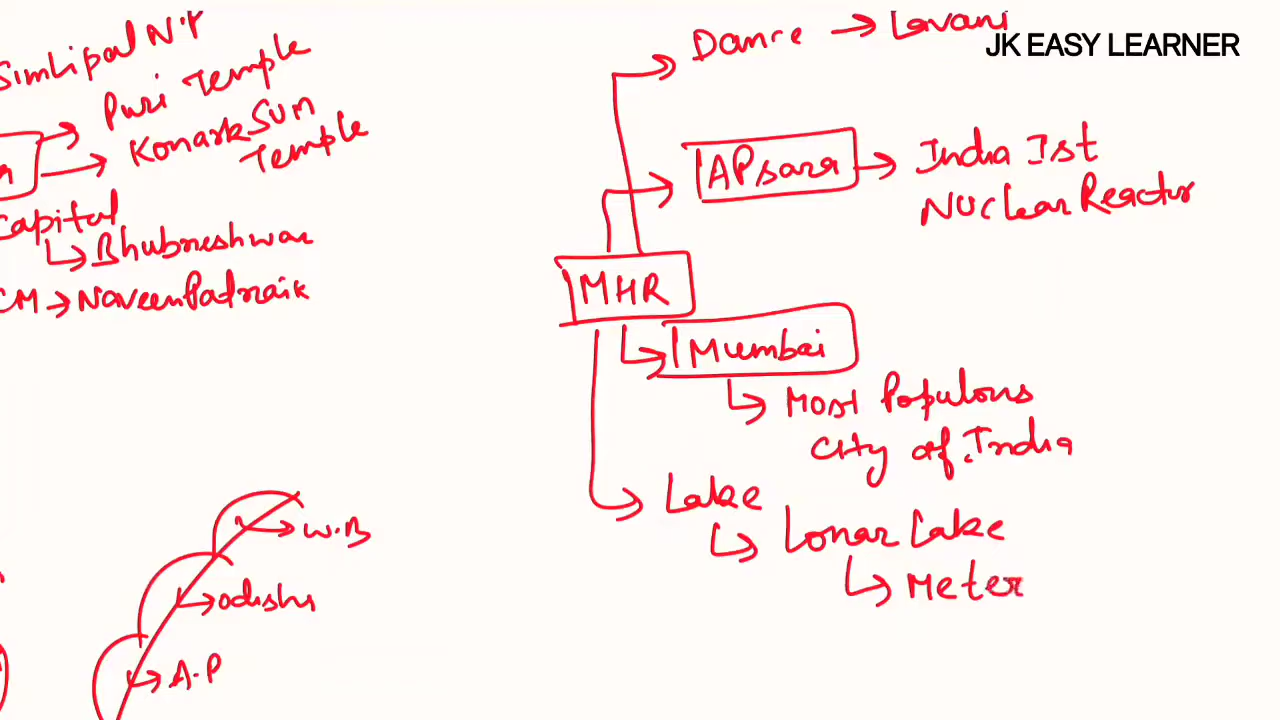 Simlipal N.P
Puri Temple
Konark Sun
Temple
Capital
Bhubneshwar
CM → Naveen Patnaik
W.B
Odisha
A.P
Dance → Lavani
JK EASY LEARNER
APsara → India Ist
Nuclear Reactor
MHR
Mumbai
Most Populous
City of India
Lake
Lonar Lake
Meteor